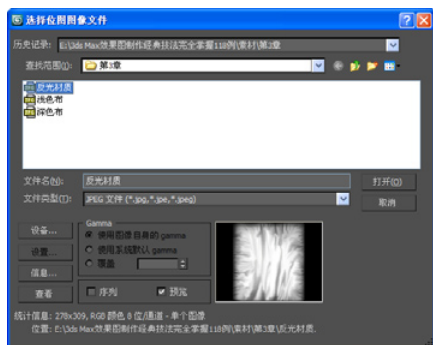 选择位图图像文件
历史记录: E:\3ds Max效果图制作经典技法完全掌握118例\素材\第3章
查找范围(I): 第3章
反光材质
浅色布
深色布
文件名(N): 反光材质 打开(O)
文件类型(T): JPEG 文件 (*.jpg,*.jpe,*.jpeg) 取消
设备...
设置...
信息...
查看
Gamma
使用图像自身的 gamma
使用系统默认 gamma
覆盖
序列 预览
统计信息: 278x309, RGB 颜色 8 位/通道 - 单个图像
位置: E:\3ds Max效果图制作经典技法完全掌握118例\素材\第3章\反光材质.